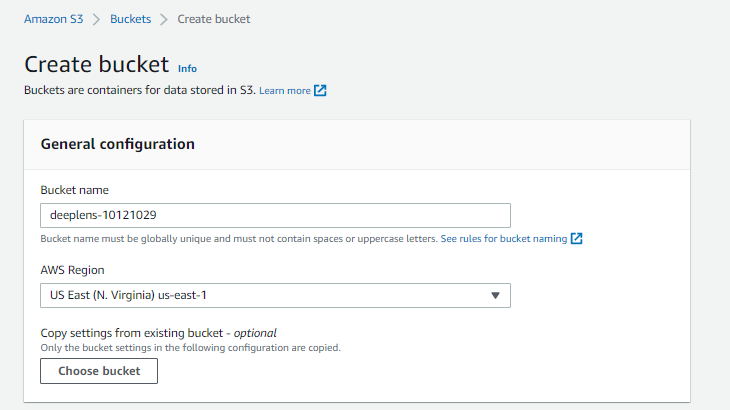 Amazon S3 > Buckets > Create bucket
Create bucket Info
Buckets are containers for data stored in S3. Learn more
General configuration
Bucket name
deeplens-10121029
Bucket name must be globally unique and must not contain spaces or uppercase letters. See rules for bucket naming
AWS Region
US East (N. Virginia) us-east-1
Copy settings from existing bucket - optional
Only the bucket settings in the following configuration are copied.
Choose bucket